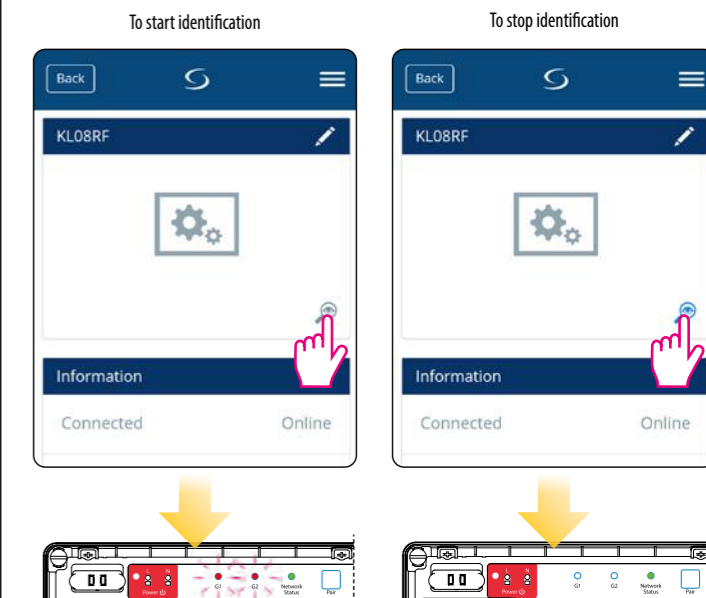 To start identification
Back
KL08RF
Information
Connected Online
L N
Power
G1
G2
Network
Status
Pair
To stop identification
Back
KL08RF
Information
Connected Online
L N
Power
G1
G2
Network
Status
Pair